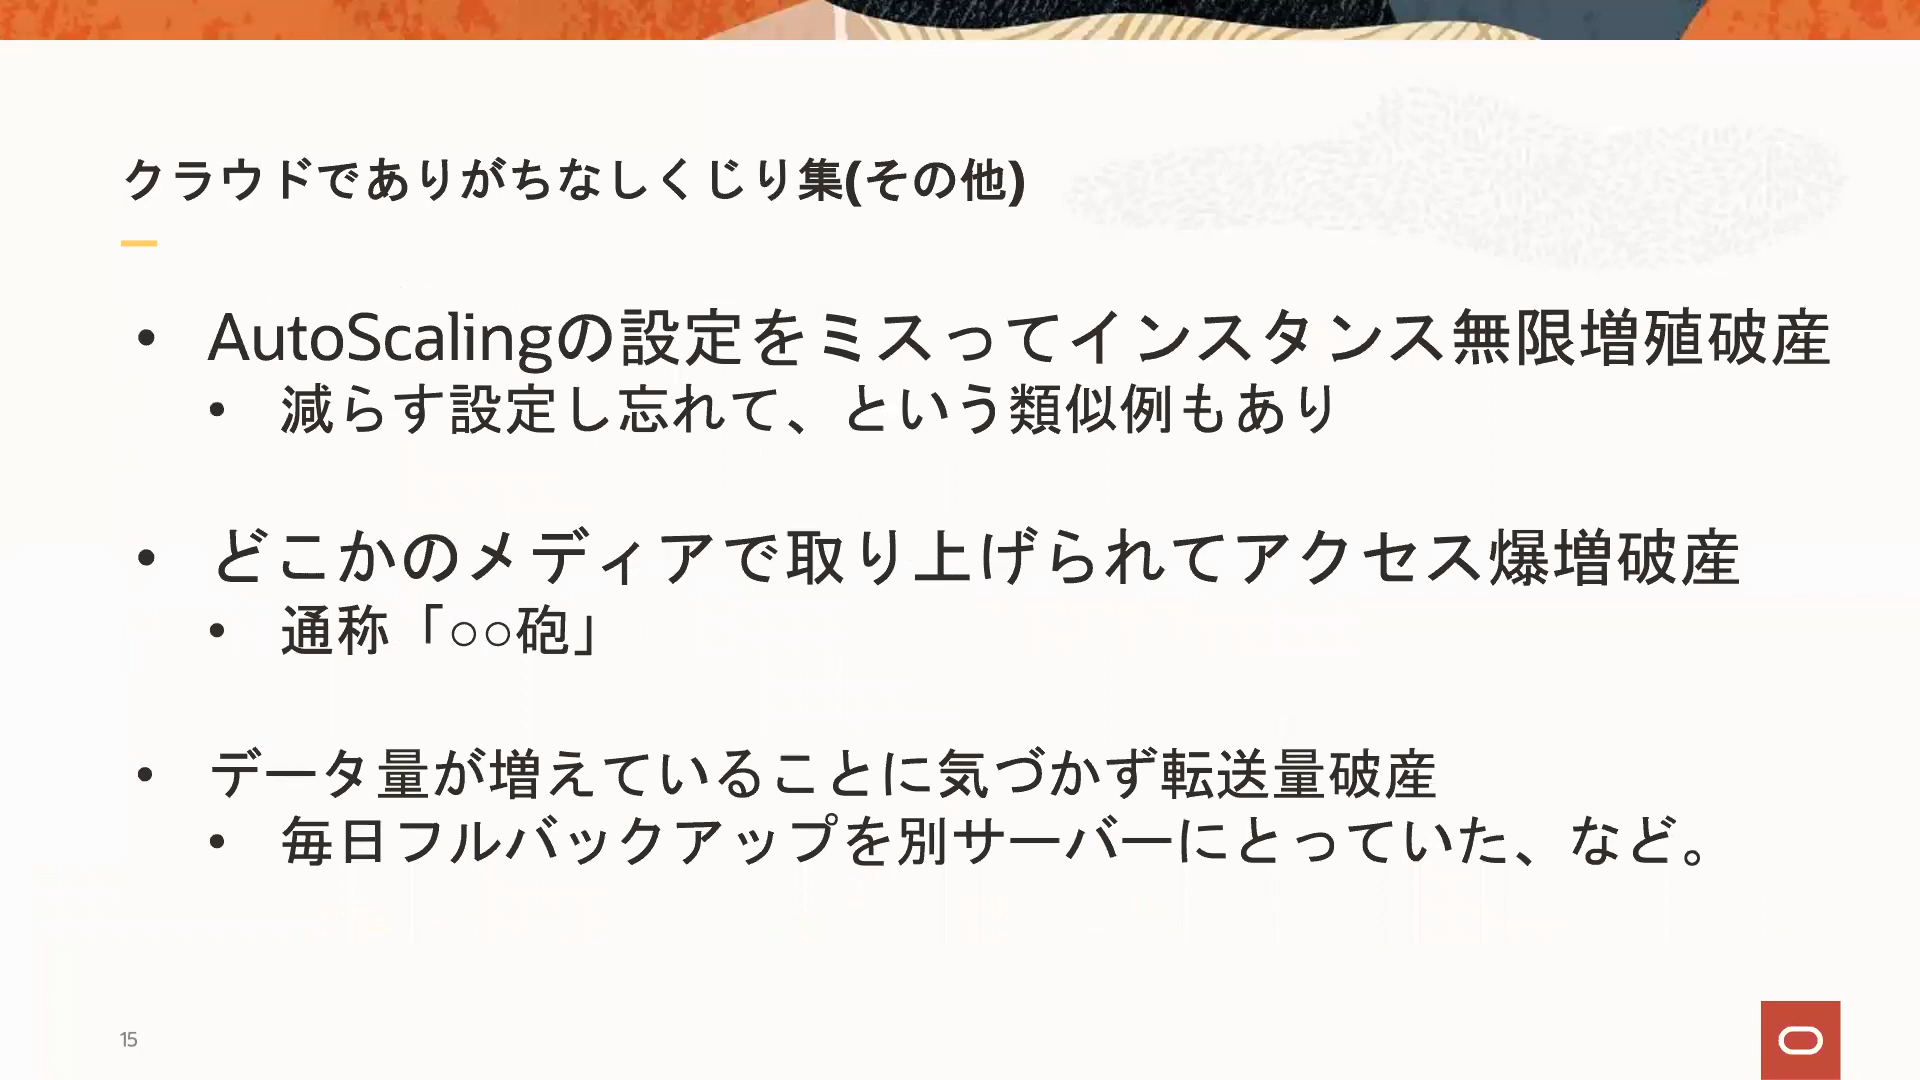 クラウドでありがちなしくじり集(その他)
• AutoScalingの設定をミスってインスタンス無限増殖破産
• 減らす設定し忘れて、という類似例もあり
• どこかのメディアで取り上げられてアクセス爆増破産
• 通称「○○砲」
• データ量が増えていることに気づかず転送量破産
• 毎日フルバックアップを別サーバーにとっていた、など。
15